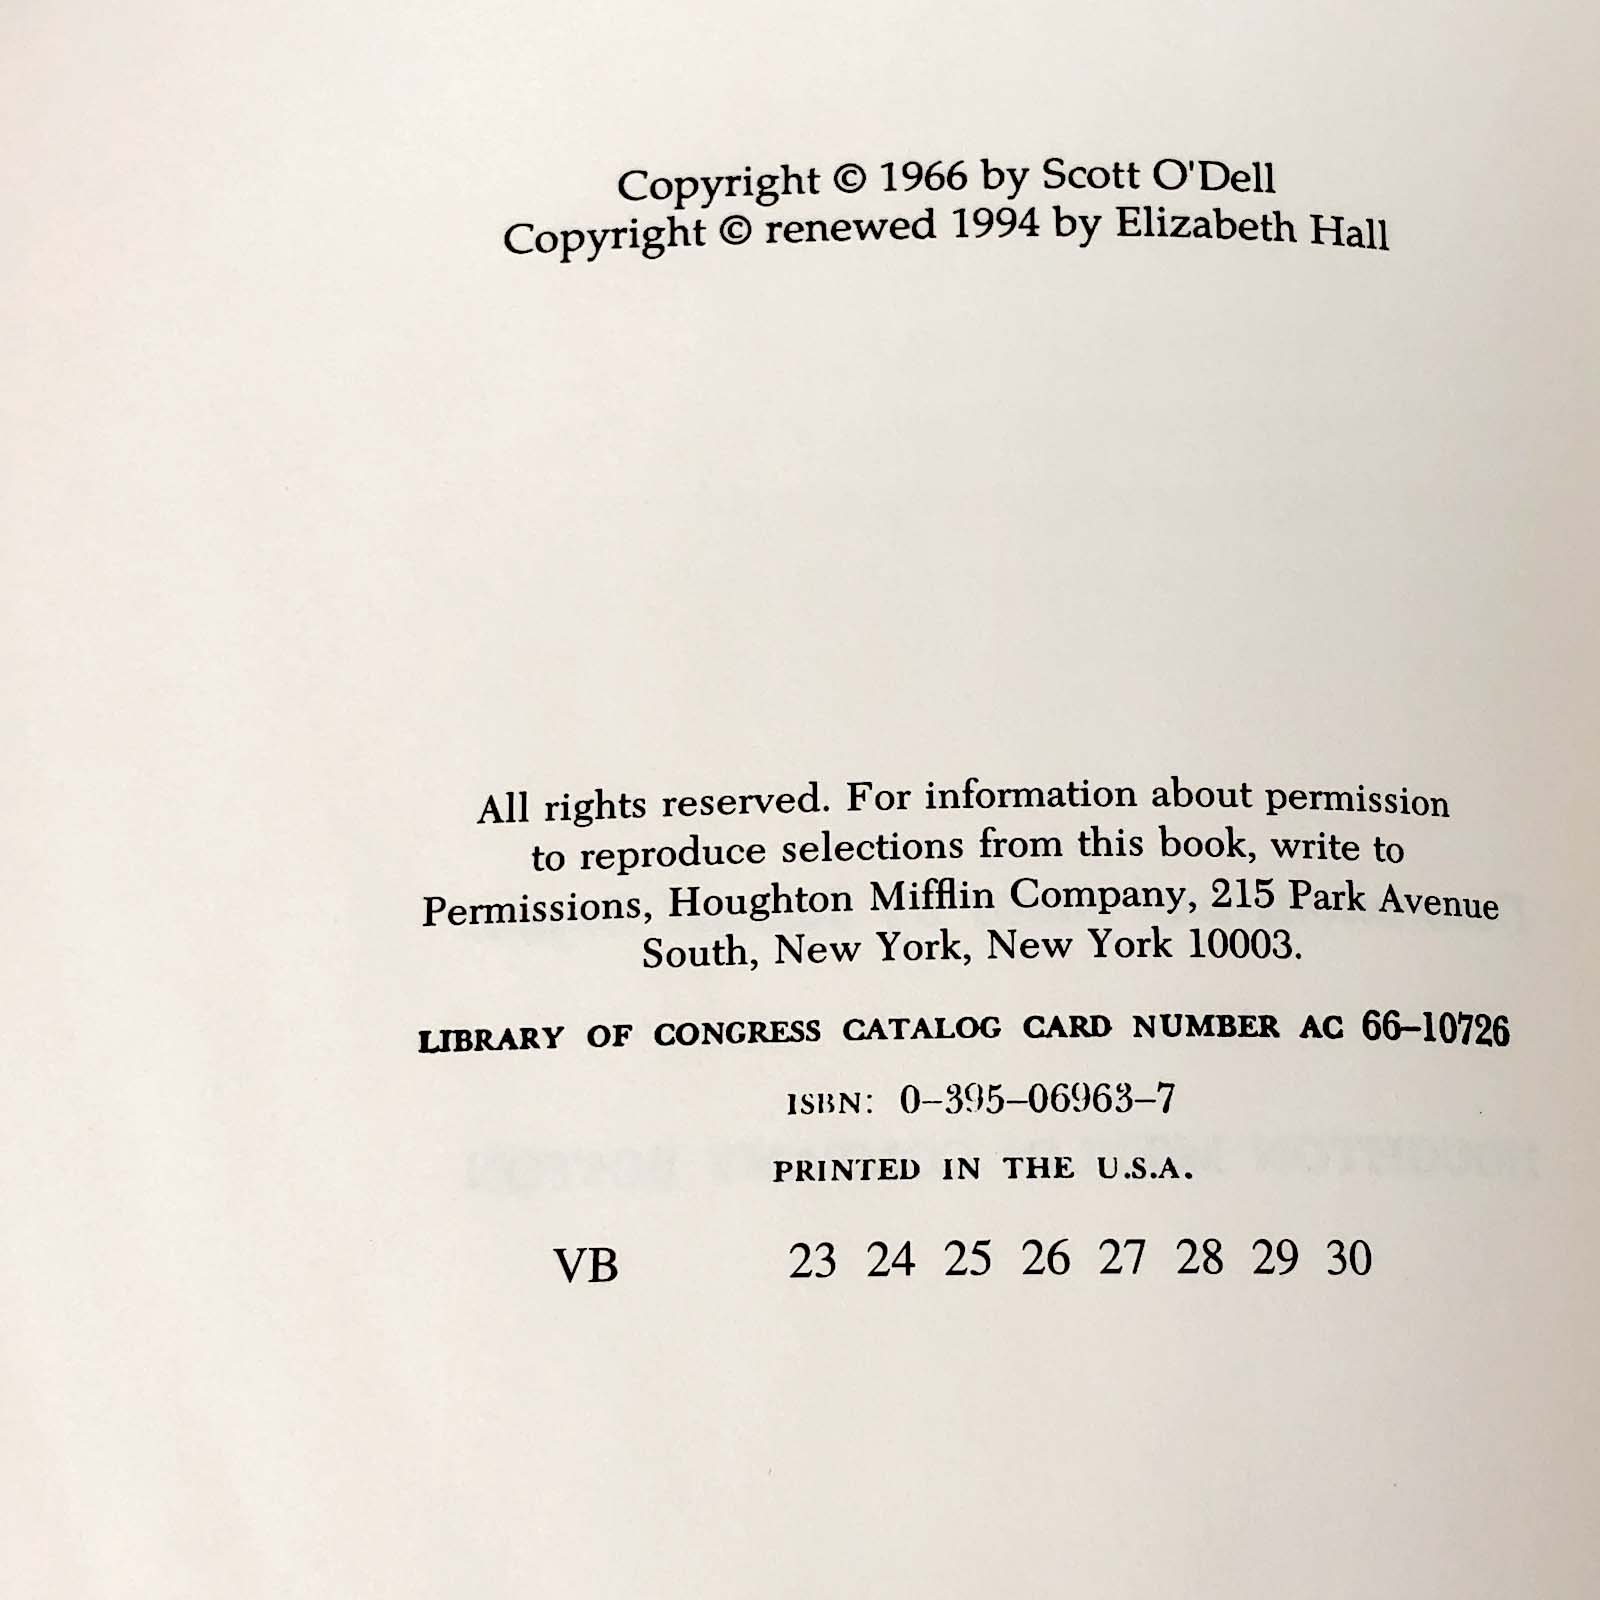 Copyright © 1966 by Scott O'Dell
Copyright © renewed 1994 by Elizabeth Hall
All rights reserved. For information about permission
to reproduce selections from this book, write to
Permissions, Houghton Mifflin Company, 215 Park Avenue
South, New York, New York 10003.
LIBRARY OF CONGRESS CATALOG CARD NUMBER AC 66–10726
ISBN: 0–395–06963–7
PRINTED IN THE U.S.A.
VB 23 24 25 26 27 28 29 30